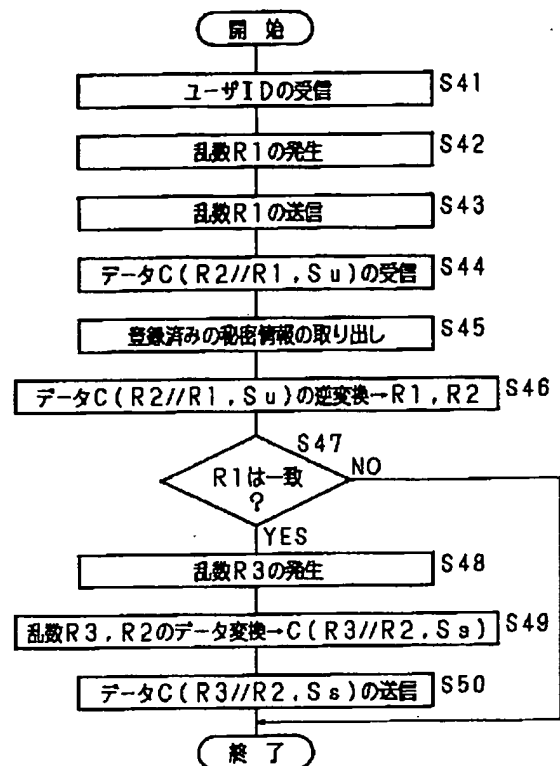 開 始
ユーザIDの受信 S41
乱数R1の発生 S42
乱数R1の送信 S43
データC(R2//R1,Su)の受信 S44
登録済みの秘密情報の取り出し S45
データC(R2//R1,Su)の逆変換→R1,R2 S46
S47
R1は一致 NO
?
YES
乱数R3の発生 S48
乱数R3,R2のデータ変換→C(R3//R2,Ss) S49
データC(R3//R2,Ss)の送信 S50
終 了